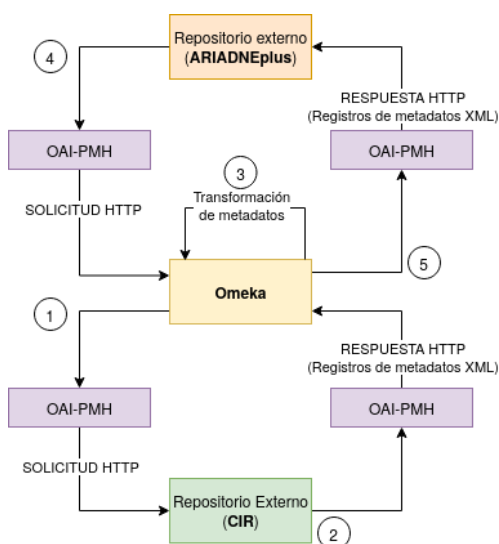 Repositorio externo
(ARIADNEplus)
4
RESPUESTA HTTP
(Registros de metadatos XML)
OAI-PMH
OAI-PMH
3
Transformación
de metadatos
SOLICITUD HTTP
5
Omeka
1
RESPUESTA HTTP
(Registros de metadatos XML)
OAI-PMH
OAI-PMH
SOLICITUD HTTP
Repositorio Externo
(CIR)
2